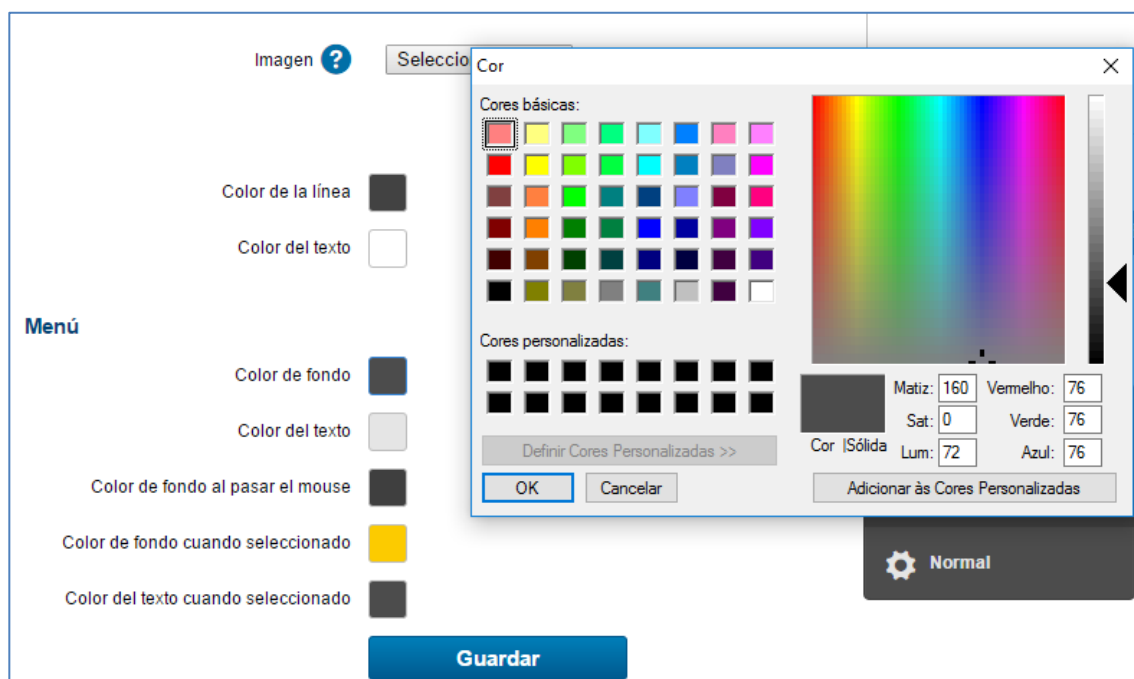 Imagen ?
Seleccio
Color de la línea
Color del texto
Menú
Color de fondo
Color del texto
Color de fondo al pasar el mouse
Color de fondo cuando seleccionado
Color del texto cuando seleccionado
Guardar
Cor
Cores básicas:
Cores personalizadas:
Definir Cores Personalizadas >>
OK Cancelar
Cor |Sólida
Matiz: 160 Vermelho: 76
Sat: 0 Verde: 76
Lum: 72 Azul: 76
Adicionar às Cores Personalizadas
Normal